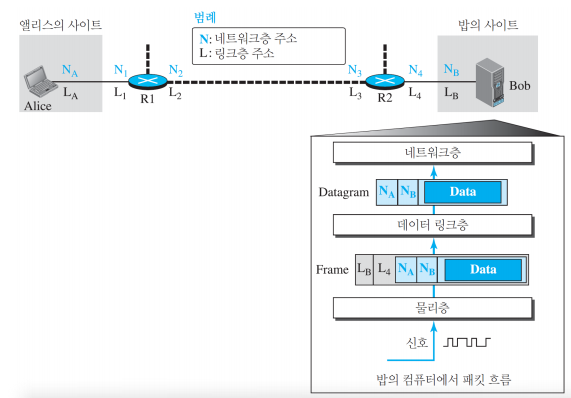 앨리스의 사이트
범례
밥의 사이트
N: 네트워크층 주소
L: 링크층 주소
N_A N_1 N_2 N_3 N_4 N_B
L_A L_1 L_2 L_3 L_4 L_B
Alice R1 R2 Bob
네트워크층
Datagram N_A N_B Data
데이터 링크층
Frame L_B L_4 N_A N_B Data
물리층
신호
밥의 컴퓨터에서 패킷 흐름